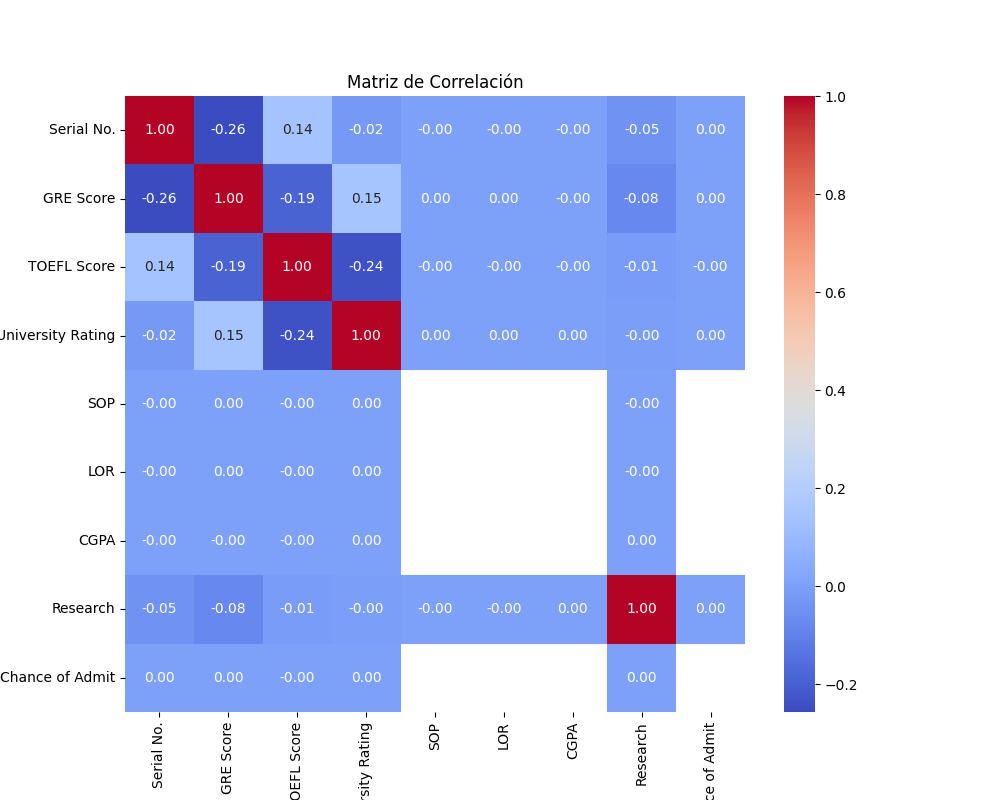 Matriz de Correlación
Serial No. 1.00 -0.26 0.14 -0.02 -0.00 -0.00 -0.00 -0.05 0.00
GRE Score -0.26 1.00 -0.19 0.15 0.00 0.00 -0.00 -0.08 0.00
TOEFL Score 0.14 -0.19 1.00 -0.24 -0.00 -0.00 -0.00 -0.01 -0.00
University Rating -0.02 0.15 -0.24 1.00 0.00 0.00 0.00 -0.00 0.00
SOP -0.00 0.00 -0.00 0.00 -0.00
LOR -0.00 0.00 -0.00 0.00 -0.00
CGPA -0.00 -0.00 -0.00 0.00 0.00
Research -0.05 -0.08 -0.01 -0.00 -0.00 -0.00 0.00 1.00 0.00
Chance of Admit 0.00 0.00 -0.00 0.00 0.00
Serial No.
GRE Score
OEFL Score
rsity Rating
SOP
LOR
CGPA
Research
ce of Admit
1.0
0.8
0.6
0.4
0.2
0.0
−0.2